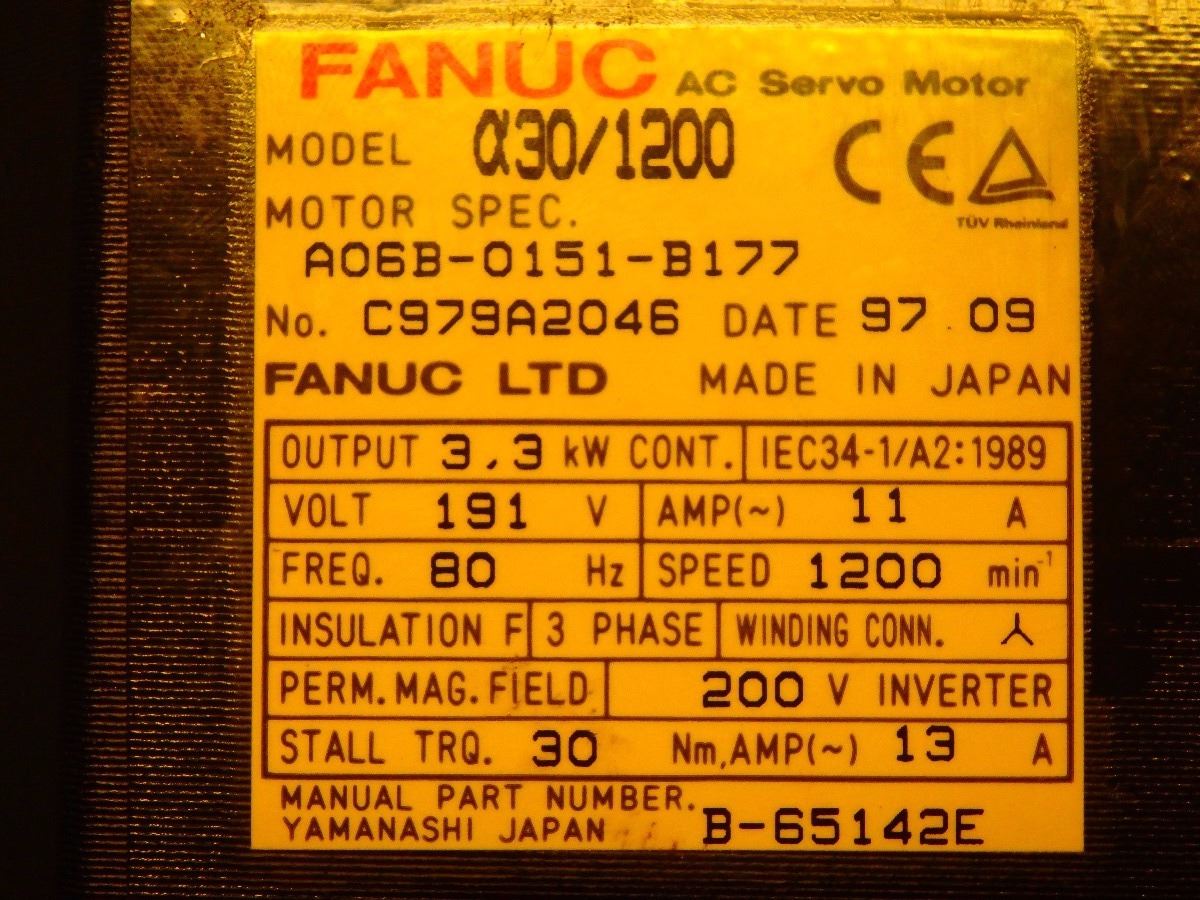 FANUC AC Servo Motor
MODEL α30/1200
CE
TÜV Rheinland
MOTOR SPEC.
A06B-0151-B177
No. C979A2046 DATE 97.09
FANUC LTD MADE IN JAPAN
OUTPUT 3.3 kW CONT. IEC34-1/A2:1989
VOLT 191 V AMP(~) 11 A
FREQ. 80 Hz SPEED 1200 min⁻¹
INSULATION F 3 PHASE WINDING CONN.
PERM. MAG. FIELD 200 V INVERTER
STALL TRQ. 30 Nm, AMP(~) 13 A
MANUAL PART NUMBER.
YAMANASHI JAPAN B-65142E